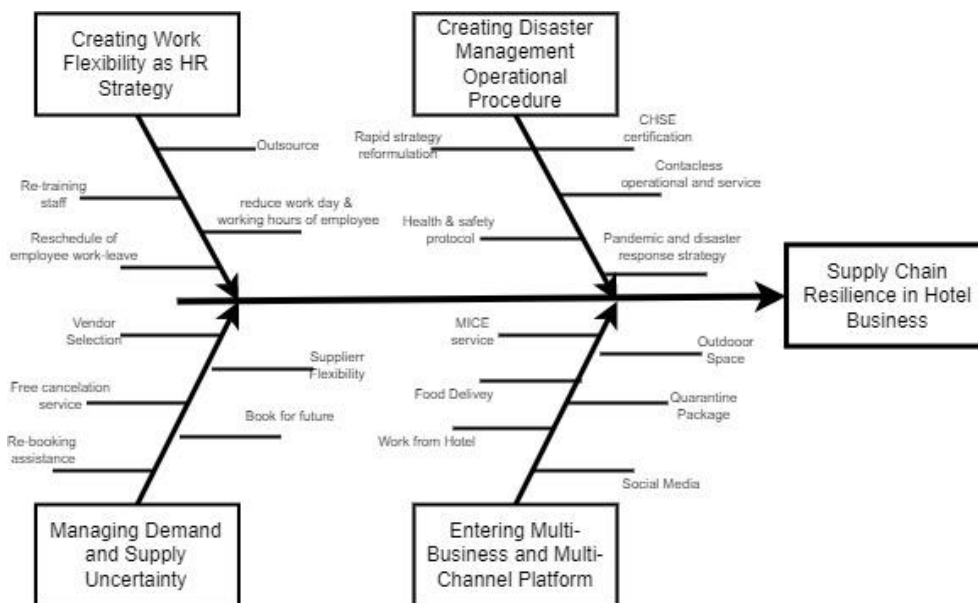 Creating Work
Flexibility as HR
Strategy
Creating Disaster
Management
Operational
Procedure
Outsource
Re-training
staff
reduce work day &
working hours of employee
Reschedule of
employee work-leave
Rapid strategy
reformulation
CHSE
certification
Contacless
operational and service
Health & safety
protocol
Pandemic and disaster
response strategy
Supply Chain
Resilience in Hotel
Business
Vendor
Selection
Supplierr
Flexibility
Free cancelation
service
Book for future
Re-booking
assistance
MICE
service
Outdooor
Space
Food Delivey
Quarantine
Package
Work from Hotel
Social Media
Managing Demand
and Supply
Uncertainty
Entering Multi-
Business and Multi-
Channel Platform